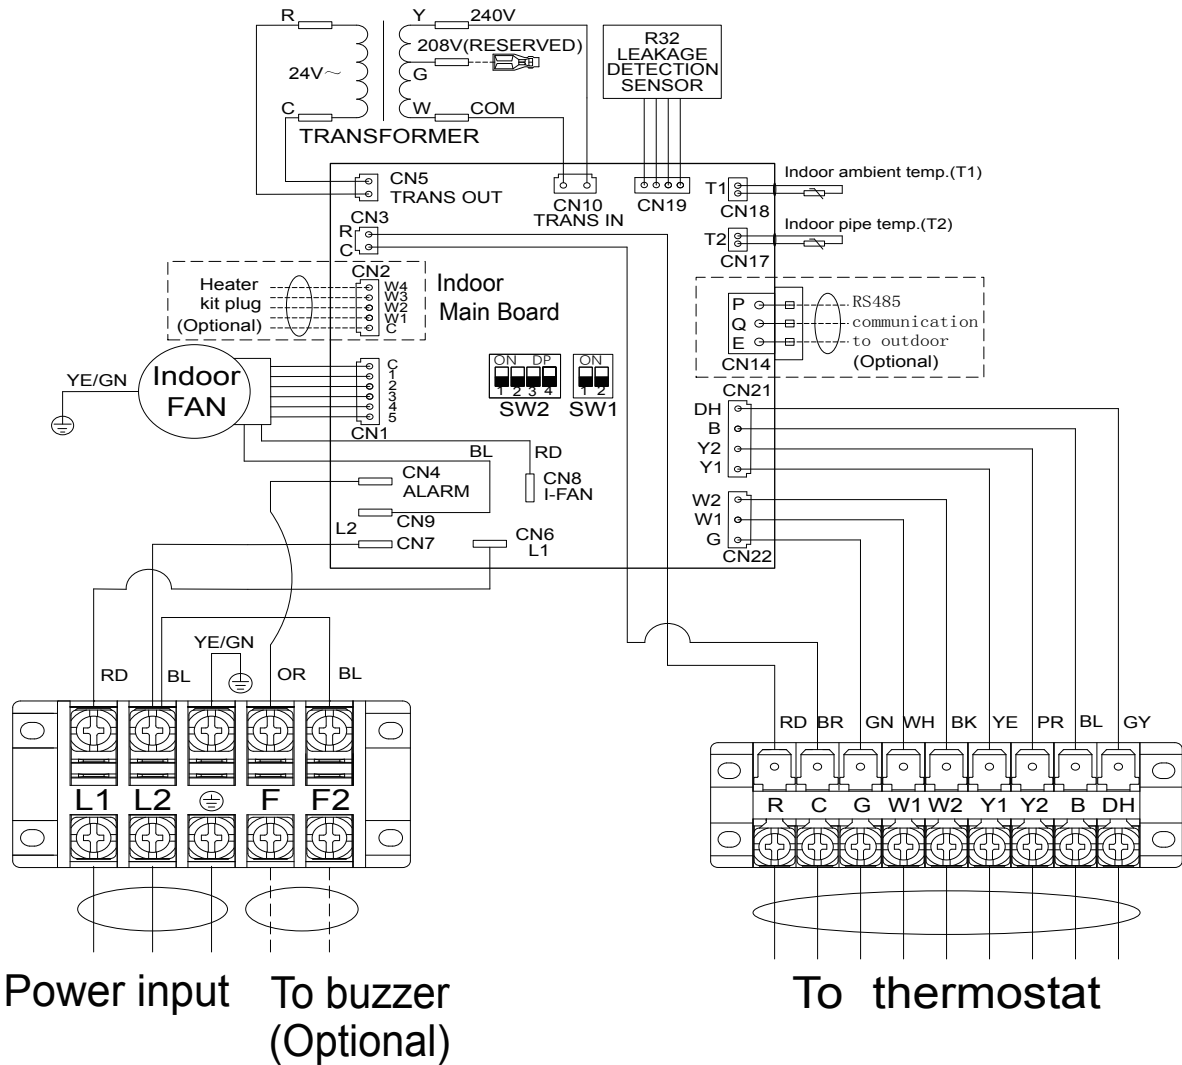 R
Y
240V
208V(RESERVED)
24V~
G
C
W
COM
TRANSFORMER
R32
LEAKAGE
DETECTION
SENSOR
CN5
TRANS OUT
CN10
TRANS IN
CN19
T1
CN18
Indoor ambient temp.(T1)
T2
CN17
Indoor pipe temp.(T2)
CN3
R
C
CN2
Heater
kit plug
(Optional)
W4
W3
W2
W1
C
Indoor
Main Board
P
Q
E
CN14
RS485
communication
to outdoor
(Optional)
YE/GN
Indoor
FAN
C
1
2
3
4
5
CN1
ON DP
1 2 3 4
SW2
ON
1 2
SW1
CN21
DH
B
Y2
Y1
BL
RD
CN4
ALARM
CN8
I-FAN
CN9
L2
CN7
CN6
L1
W2
W1
G
CN22
YE/GN
RD
BL
OR
BL
L1 L2 F F2
RD BR GN WH BK YE PR BL GY
R C G W1 W2 Y1 Y2 B DH
Power input
To buzzer
(Optional)
To thermostat